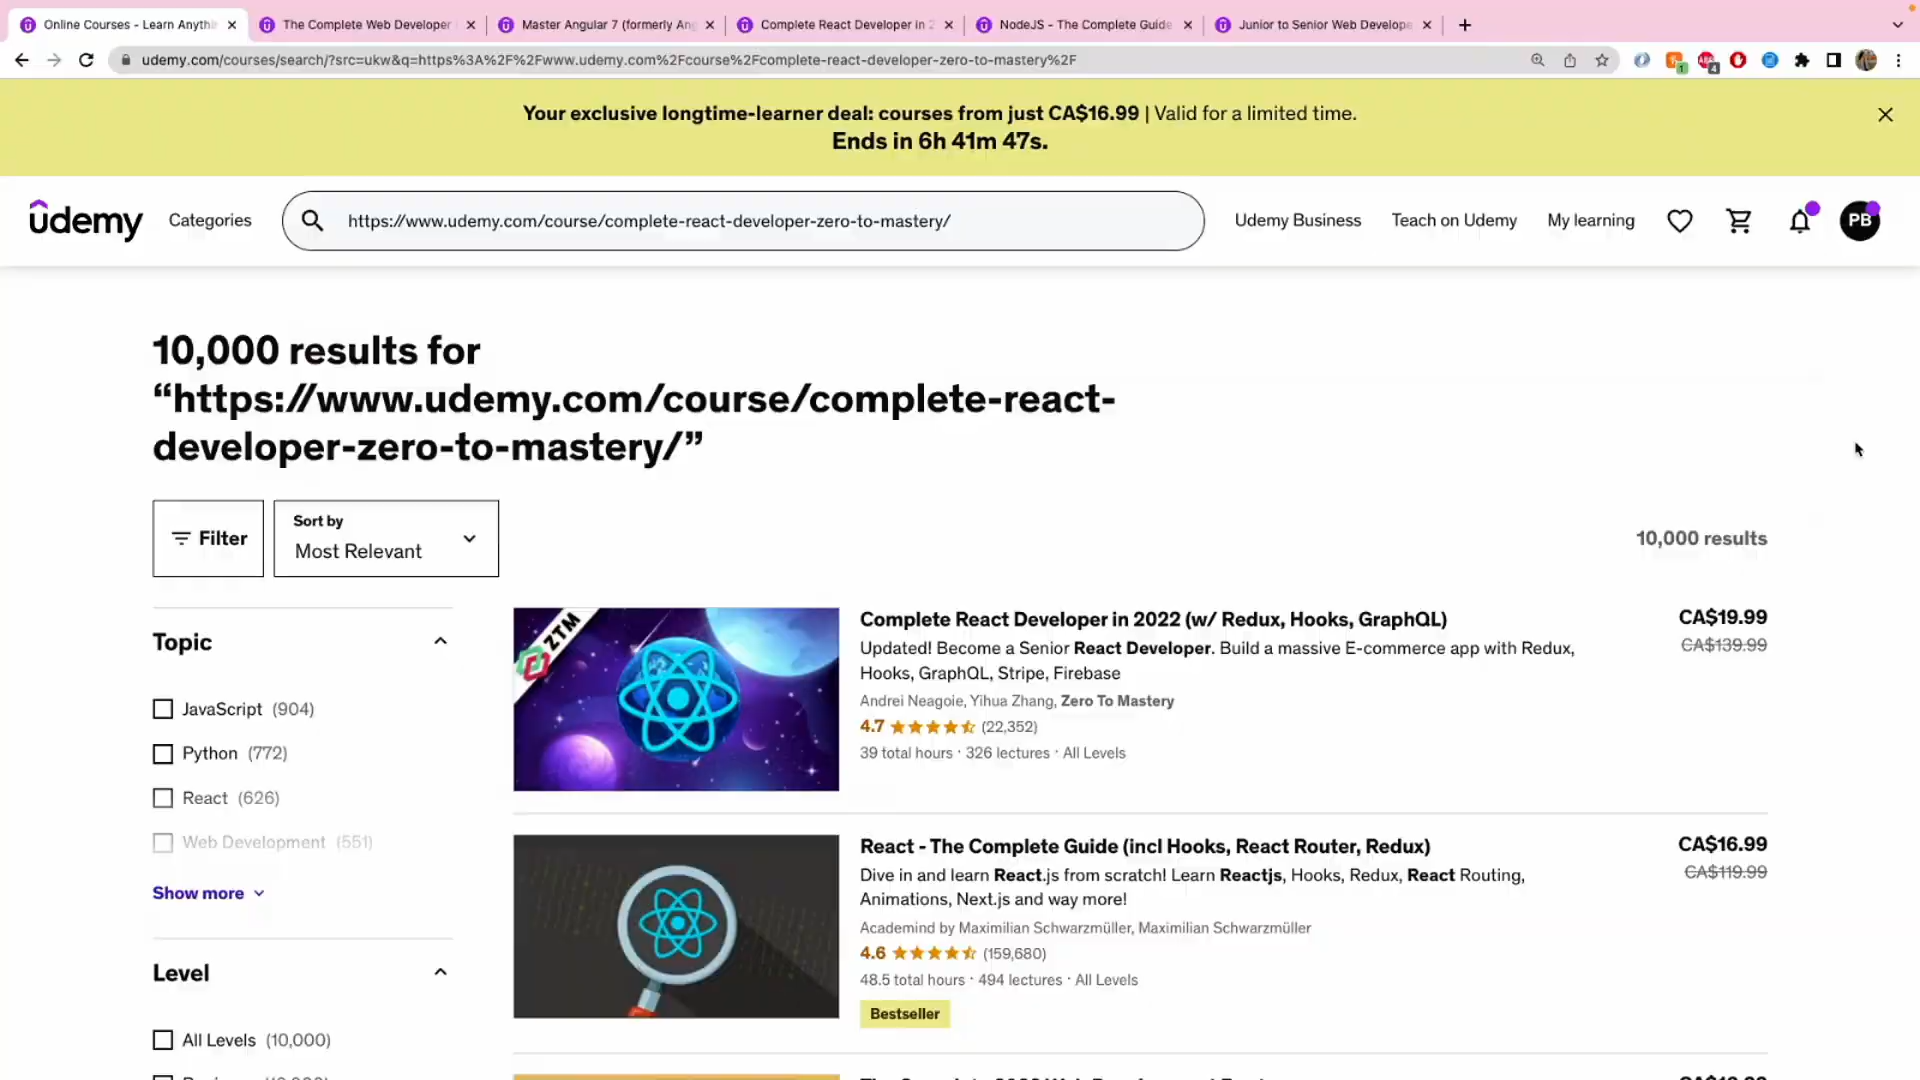 Online Courses - Learn Anythi
The Complete Web Developer
Master Angular 7 (formerly Ang
Complete React Developer in 2
NodeJS - The Complete Guide
Junior to Senior Web Develope
udemy.com/courses/search/?src=ukw&q=https%3A%2F%2Fwww.udemy.com%2Fcourse%2Fcomplete-react-developer-zero-to-mastery%2F
1
4
Your exclusive longtime-learner deal: courses from just CA$16.99 | Valid for a limited time.
Ends in 6h 41m 47s.
udemy
Categories
https://www.udemy.com/course/complete-react-developer-zero-to-mastery/
Udemy Business
Teach on Udemy
My learning
PB
10,000 results for
“https://www.udemy.com/course/complete-react-
developer-zero-to-mastery/”
Filter
Sort by
Most Relevant
10,000 results
Topic
JavaScript (904)
Python (772)
React (626)
Web Development (551)
Show more
Level
All Levels (10,000)
ZTM
Complete React Developer in 2022 (w/ Redux, Hooks, GraphQL)
Updated! Become a Senior React Developer. Build a massive E-commerce app with Redux,
Hooks, GraphQL, Stripe, Firebase
Andrei Neagoie, Yihua Zhang, Zero To Mastery
4.7 (22,352)
39 total hours · 326 lectures · All Levels
CA$19.99
CA$139.99
React - The Complete Guide (incl Hooks, React Router, Redux)
Dive in and learn React.js from scratch! Learn Reactjs, Hooks, Redux, React Routing,
Animations, Next.js and way more!
Academind by Maximilian Schwarzmüller, Maximilian Schwarzmüller
4.6 (159,680)
48.5 total hours · 494 lectures · All Levels
Bestseller
CA$16.99
CA$119.99